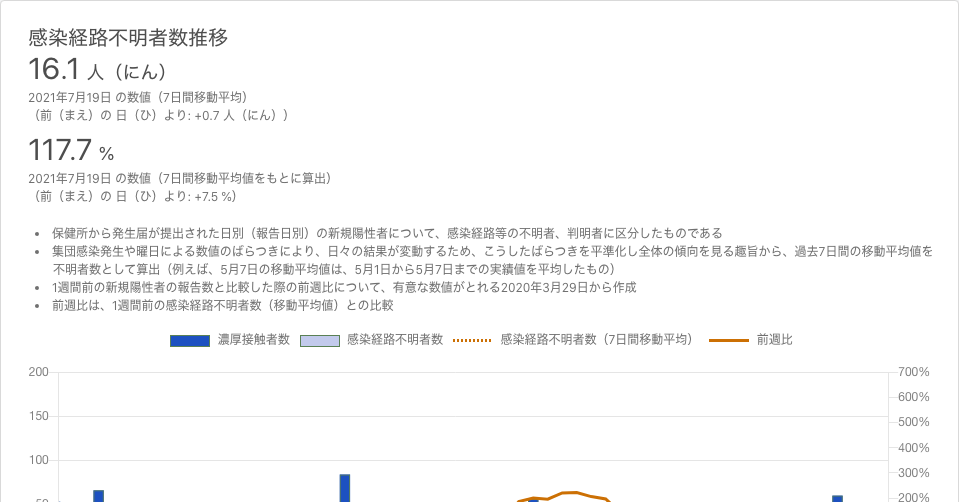 感染経路不明者数推移
16.1 人（にん）
2021年7月19日 の数値（7日間移動平均）
（前（まえ）の 日（ひ）より: +0.7 人（にん））
117.7 %
2021年7月19日 の数値（7日間移動平均値をもとに算出）
（前（まえ）の 日（ひ）より: +7.5 %）
• 保健所から発生届が提出された日別（報告日別）の新規陽性者について、感染経路等の不明者、判明者に区分したものである
• 集団感染発生や曜日による数値のばらつきにより、日々の結果が変動するため、こうしたばらつきを平準化し全体の傾向を見る趣旨から、過去7日間の移動平均値を
不明者数として算出（例えば、5月7日の移動平均値は、5月1日から5月7日までの実績値を平均したもの）
• 1週間前の新規陽性者の報告数と比較した際の前週比について、有意な数値がとれる2020年3月29日から作成
• 前週比は、1週間前の感染経路不明者数（移動平均値）との比較
濃厚接触者数 感染経路不明者数 感染経路不明者数（7日間移動平均） 前週比
200 700%
600%
150 500%
400%
100 300%
50 200%